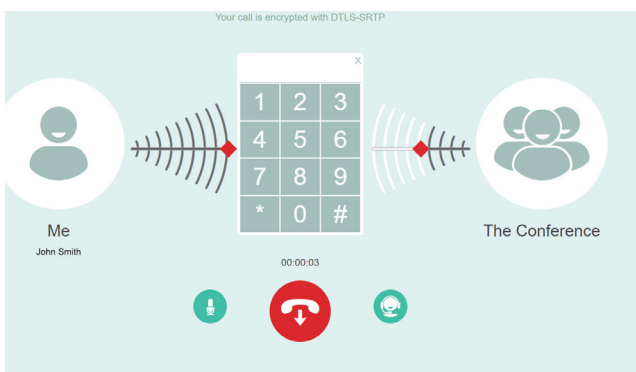 Your call is encrypted with DTLS-SRTP
X
1 2 3
4 5 6
7 8 9
* 0 #
Me
John Smith
The Conference
00:00:03